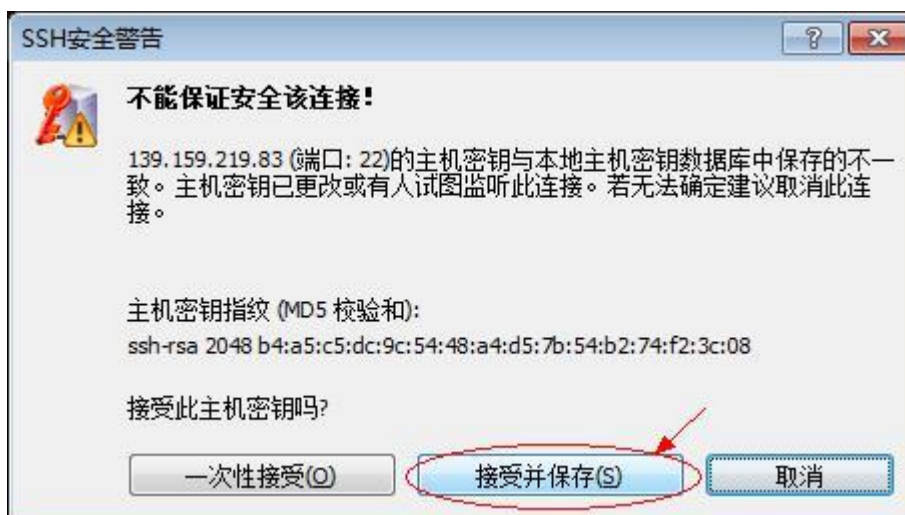 SSH安全警告
不能保证安全该连接！
139.159.219.83 (端口: 22)的主机密钥与本地主机密钥数据库中保存的不一
致。主机密钥已更改或有人试图监听此连接。若无法确定建议取消此连
接。
主机密钥指纹 (MD5 校验和):
ssh-rsa 2048 b4:a5:c5:dc:9c:54:48:a4:d5:7b:54:b2:74:f2:3c:08
接受此主机密钥吗?
一次性接受(O) 接受并保存(S) 取消